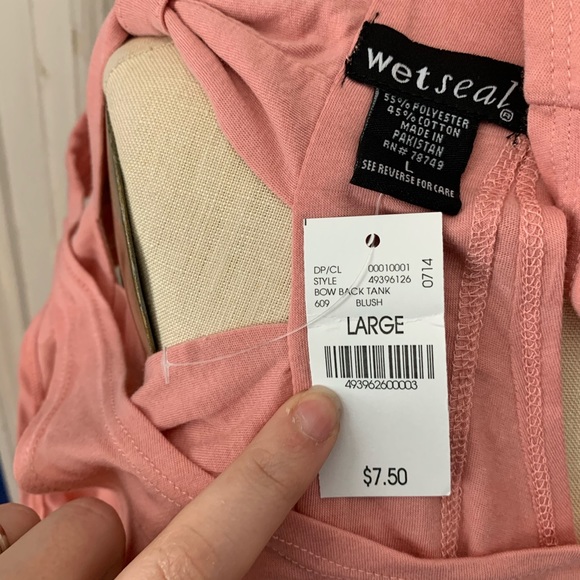 wetseal
55% POLYESTER
45% COTTON
MADE IN
PAKISTAN
RN# 78749
L
SEE REVERSE FOR CARE
DP/CL 00010001
STYLE 49396126
BOW BACK TANK
609 BLUSH
0714
LARGE
493962600003
$7.50